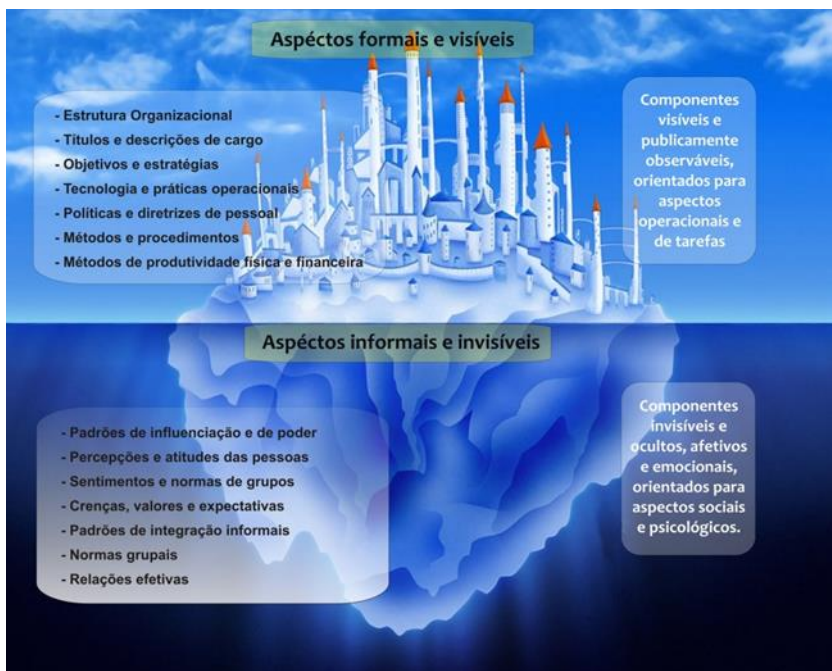 Aspéctos formais e visíveis
- Estrutura Organizacional
- Títulos e descrições de cargo
- Objetivos e estratégias
- Tecnologia e práticas operacionais
- Políticas e diretrizes de pessoal
- Métodos e procedimentos
- Métodos de produtividade física e financeira
Componentes
visíveis e
publicamente
observáveis,
orientados para
aspectos
operacionais e
de tarefas
Aspéctos informais e invisíveis
- Padrões de influenciação e de poder
- Percepções e atitudes das pessoas
- Sentimentos e normas de grupos
- Crenças, valores e expectativas
- Padrões de integração informais
- Normas grupais
- Relações efetivas
Componentes
invisíveis e
ocultos, afetivos
e emocionais,
orientados para
aspectos sociais
e psicológicos.